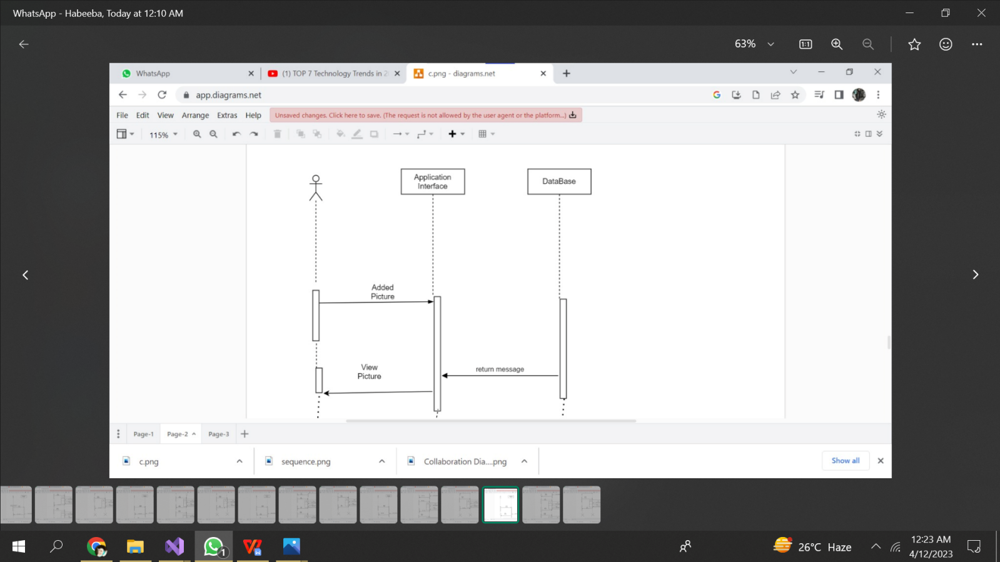 WhatsApp - Habeeba, Today at 12:10 AM
63%
1:1
WhatsApp
(1) TOP 7 Technology Trends in 2
c.png - diagrams.net
app.diagrams.net
File Edit View Arrange Extras Help
Unsaved changes. Click here to save. (The request is not allowed by the user agent or the platform...)
115%
Application
Interface
DataBase
Added
Picture
View
Picture
return message
Page-1 Page-2 Page-3
c.png
sequence.png
Collaboration Dia....png
Show all
1
26°C Haze
12:23 AM
4/12/2023